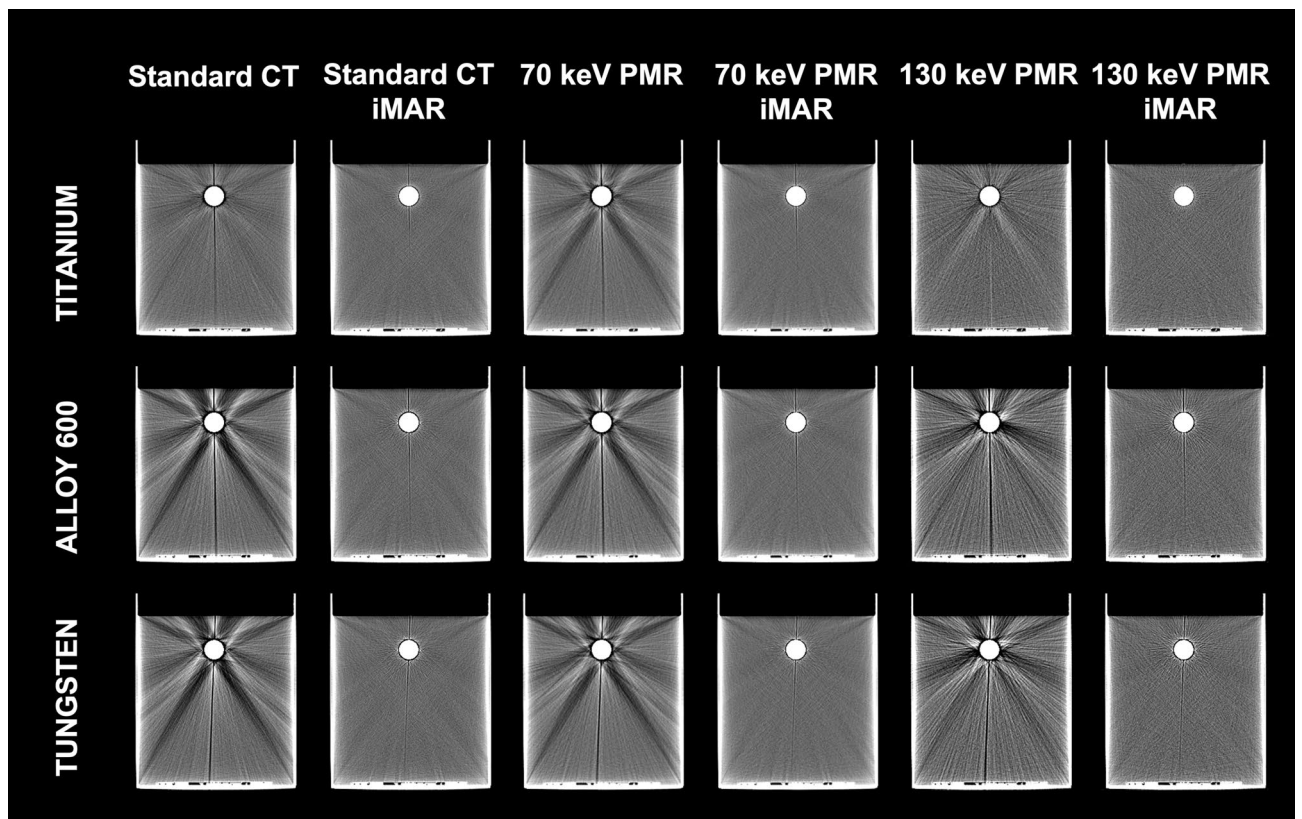 Standard CT
Standard CT
iMAR
70 keV PMR
70 keV PMR
iMAR
130 keV PMR
130 keV PMR
iMAR
TITANIUM
ALLOY 600
TUNGSTEN